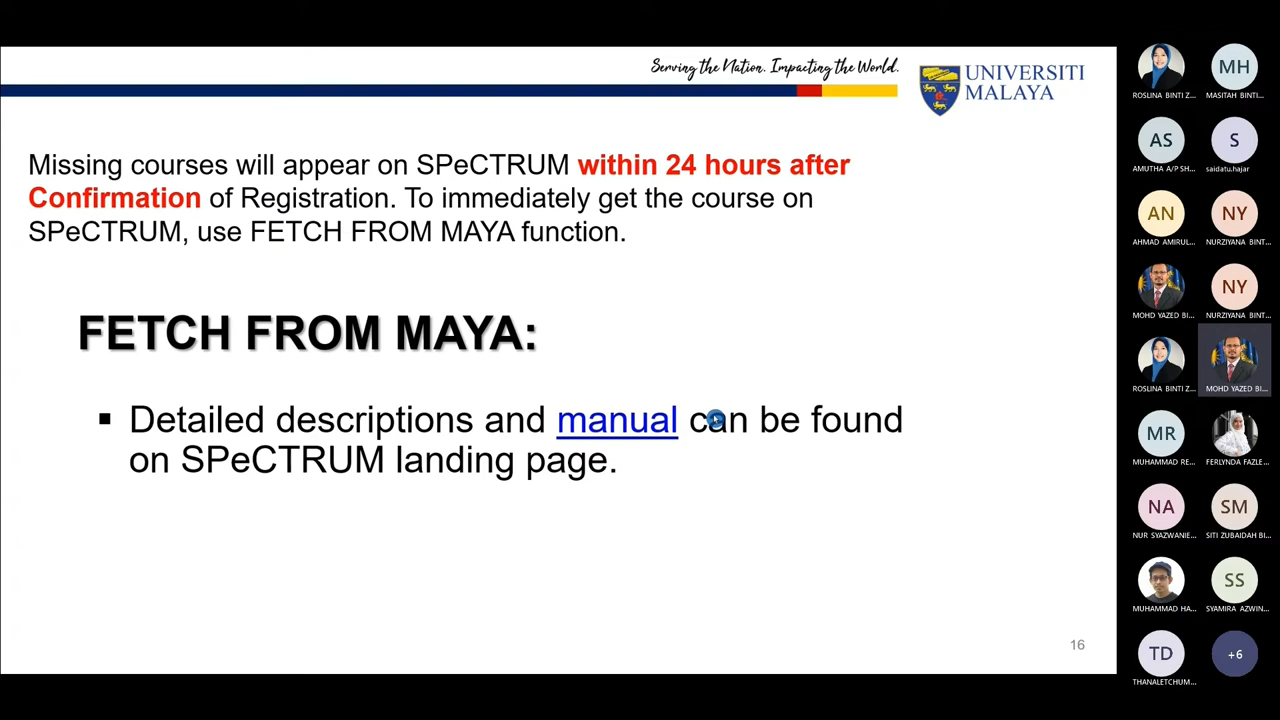 Serving the Nation. Impacting the World.
UNIVERSITI
MALAYA
Missing courses will appear on SPeCTRUM within 24 hours after
Confirmation of Registration. To immediately get the course on
SPeCTRUM, use FETCH FROM MAYA function.
FETCH FROM MAYA:
▪ Detailed descriptions and manual can be found
on SPeCTRUM landing page.
16
ROSLINA BINTI Z...
MH
MASITAH BINTI...
AS
AMUTHA A/P SH...
S
saidatu.hajar
AN
AHMAD AMIRUL...
NY
NURZIYANA BINT...
MOHD YAZED BI...
NY
NURZIYANA BINT...
ROSLINA BINTI Z...
MOHD YAZED BI...
MR
MUHAMMAD RE...
FERLYNDA FAZLE...
NA
NUR SYAZWANIE...
SM
SITI ZUBAIDAH BI...
MUHAMMAD HA...
SS
SYAMIRA AZWIN...
TD
THANALETCHUM...
+6